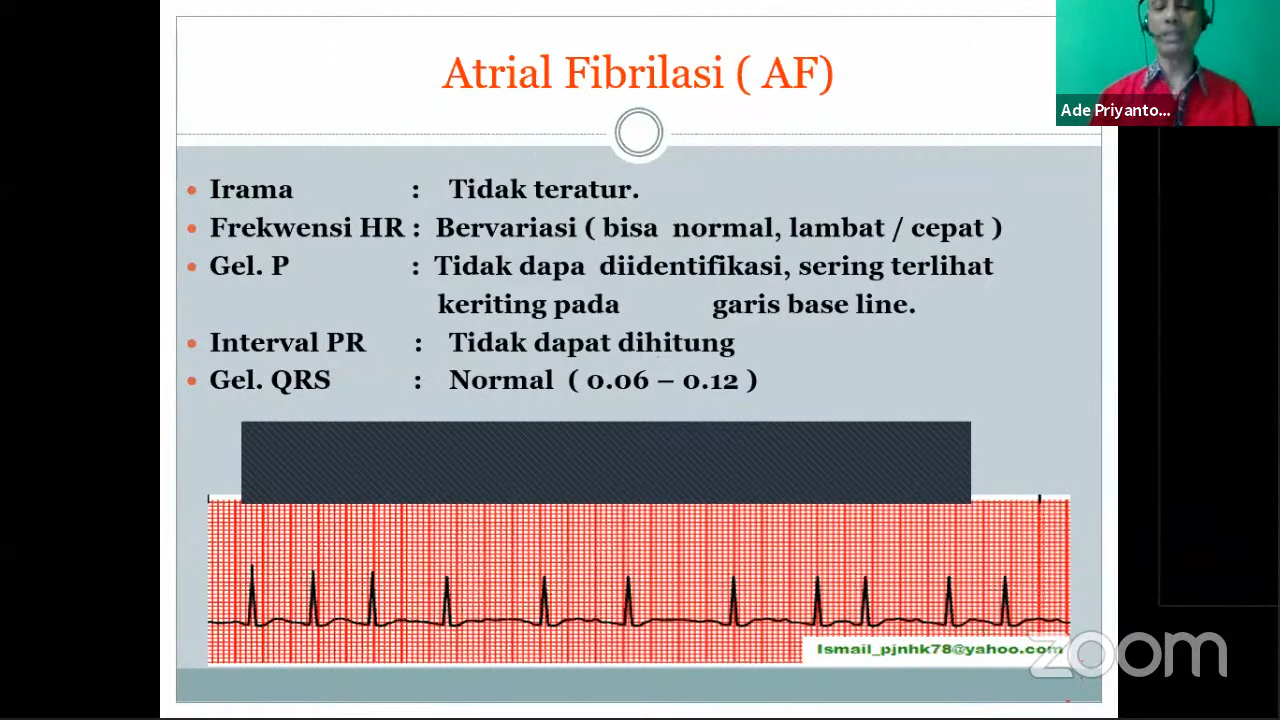 Atrial Fibrilasi ( AF)
Ade Priyanto...
Irama : Tidak teratur.
Frekwensi HR : Bervariasi ( bisa normal, lambat / cepat )
Gel. P : Tidak dapa diidentifikasi, sering terlihat
keriting pada garis base line.
Interval PR : Tidak dapat dihitung
Gel. QRS : Normal ( 0.06 – 0.12 )
Ismail_pjnhk78@yahoo.com
zoom